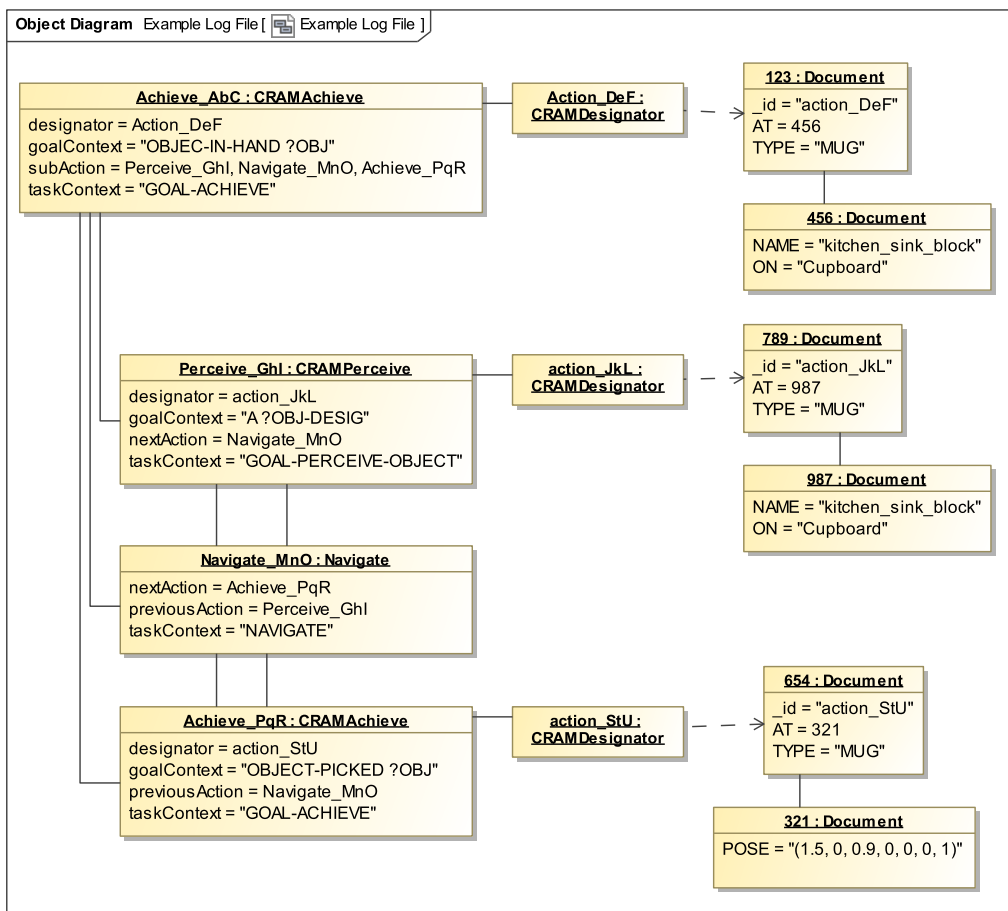 Object Diagram Example Log File [ Example Log File ]
Achieve_AbC : CRAMAchieve
designator = Action_DeF
goalContext = "OBJEC-IN-HAND ?OBJ"
subAction = Perceive_GhI, Navigate_MnO, Achieve_PqR
taskContext = "GOAL-ACHIEVE"
Action_DeF :
CRAMDesignator
123 : Document
_id = "action_DeF"
AT = 456
TYPE = "MUG"
456 : Document
NAME = "kitchen_sink_block"
ON = "Cupboard"
Perceive_GhI : CRAMPerceive
designator = action_JkL
goalContext = "A ?OBJ-DESIG"
nextAction = Navigate_MnO
taskContext = "GOAL-PERCEIVE-OBJECT"
action_JkL :
CRAMDesignator
789 : Document
_id = "action_JkL"
AT = 987
TYPE = "MUG"
987 : Document
NAME = "kitchen_sink_block"
ON = "Cupboard"
Navigate_MnO : Navigate
nextAction = Achieve_PqR
previousAction = Perceive_GhI
taskContext = "NAVIGATE"
Achieve_PqR : CRAMAchieve
designator = action_StU
goalContext = "OBJECT-PICKED ?OBJ"
previousAction = Navigate_MnO
taskContext = "GOAL-ACHIEVE"
action_StU :
CRAMDesignator
654 : Document
_id = "action_StU"
AT = 321
TYPE = "MUG"
321 : Document
POSE = "(1.5, 0, 0.9, 0, 0, 0, 1)"